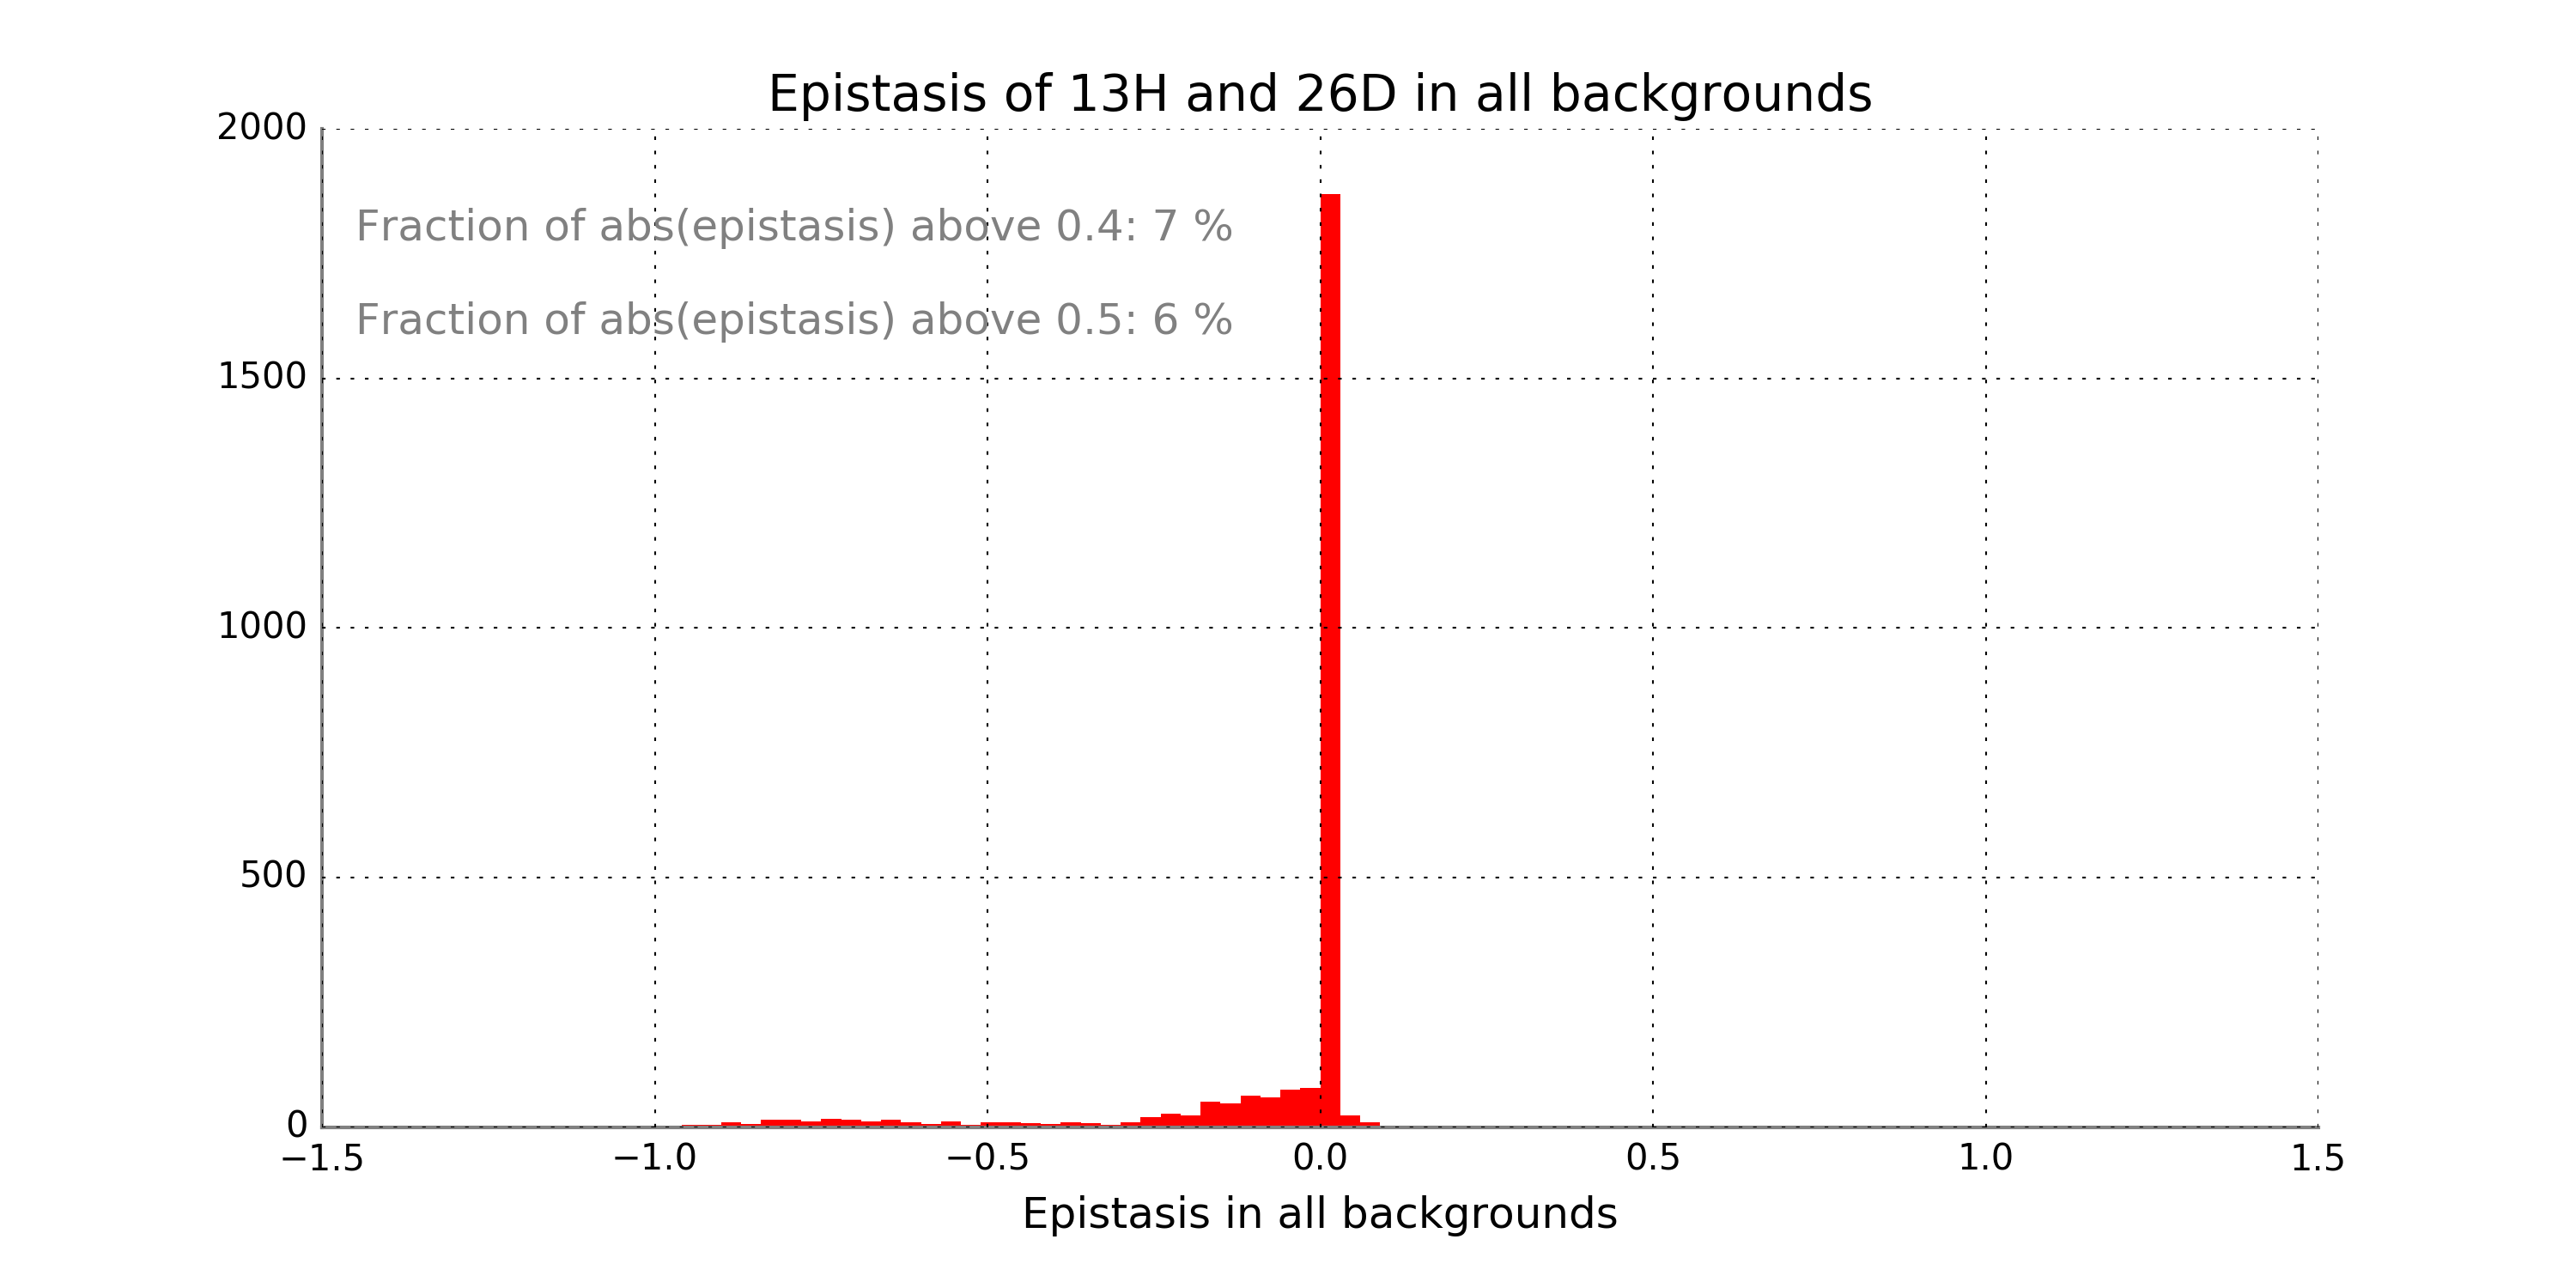 Epistasis of 13H and 26D in all backgrounds
2000
Fraction of abs(epistasis) above 0.4: 7 %
Fraction of abs(epistasis) above 0.5: 6 %
1500
1000
500
0
−1.5 −1.0 −0.5 0.0 0.5 1.0 1.5
Epistasis in all backgrounds